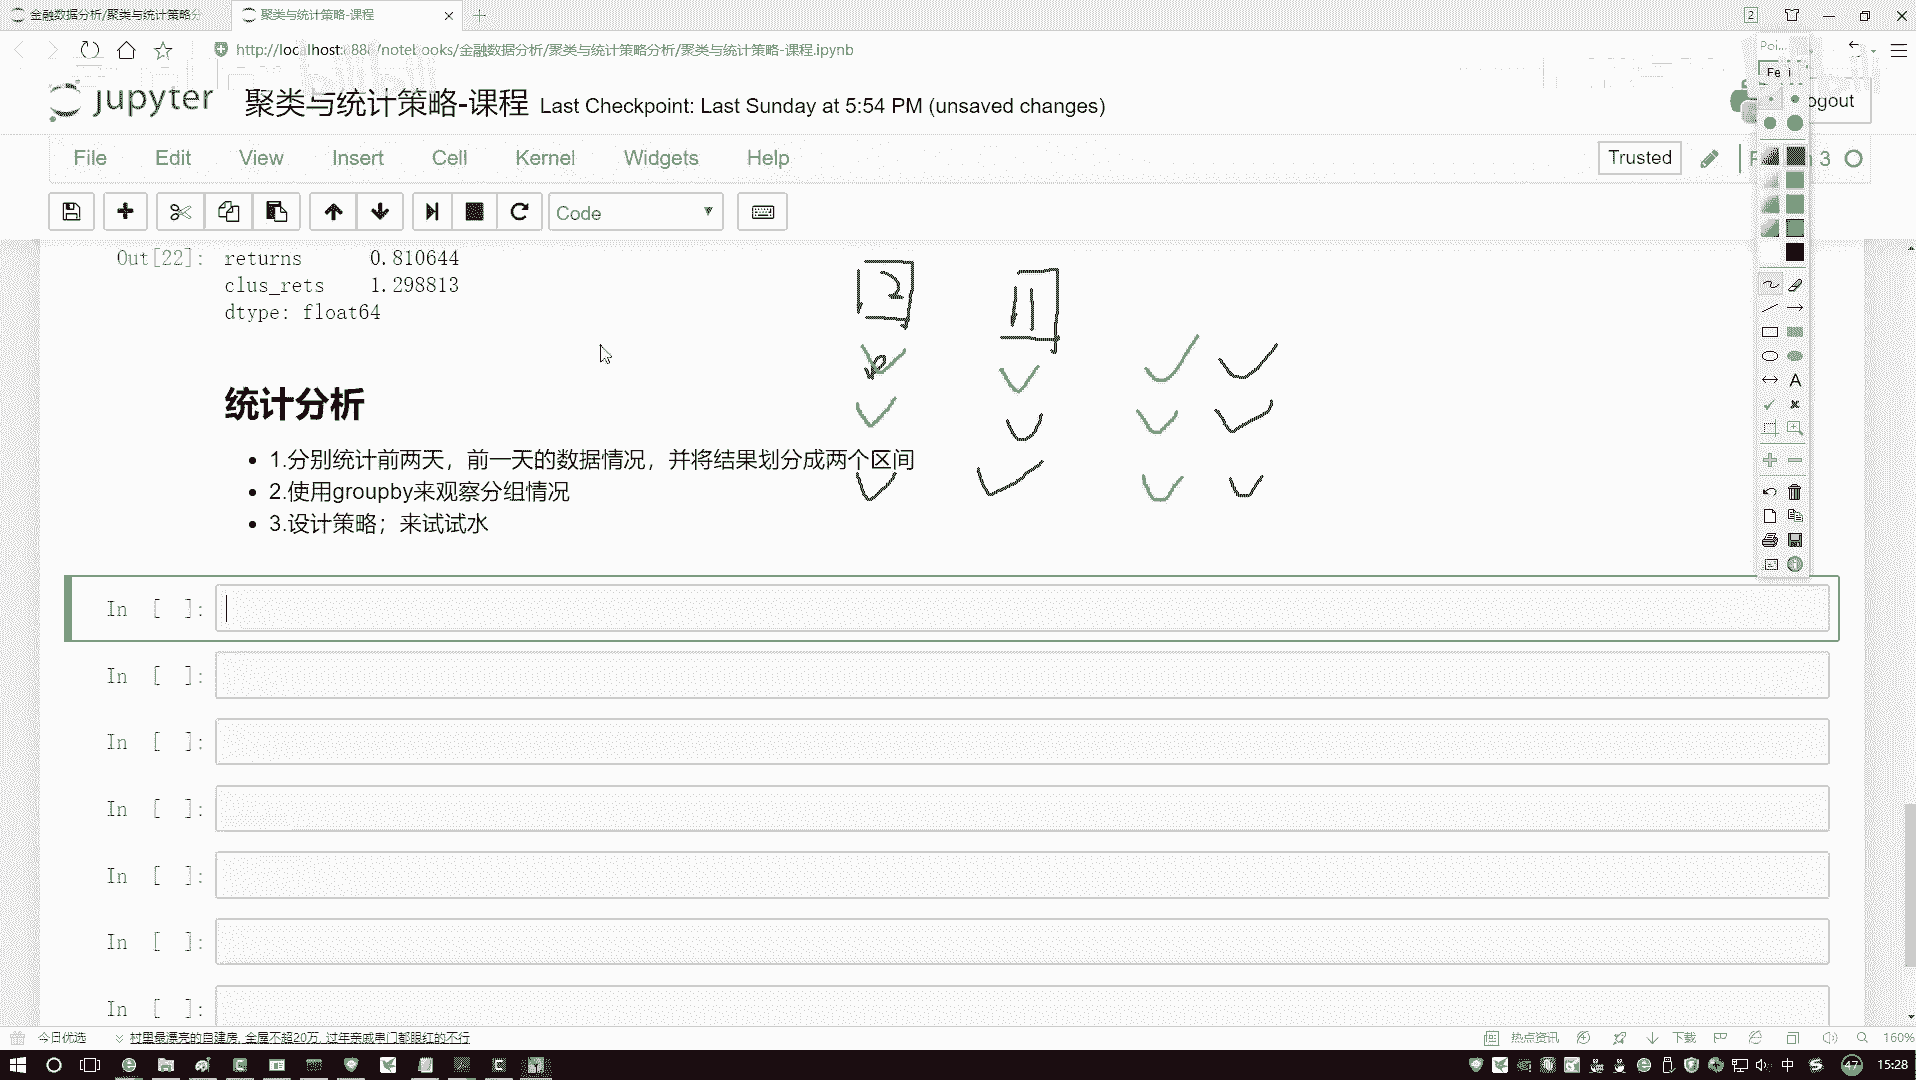 金融数据分析/聚类与统计策略分
聚类与统计策略-课程
2
http://localhost:888/notebooks/金融数据分析/聚类与统计策略分析/聚类与统计策略-课程.ipynb
jupyter 聚类与统计策略-课程 Last Checkpoint: Last Sunday at 5:54 PM (unsaved changes)
Poi...
ogout
File Edit View Insert Cell Kernel Widgets Help
Trusted
3
Code
Out[22]: returns 0.810644
clus_rets 1.298813
dtype: float64
2
统计分析
1.分别统计前两天，前一天的数据情况，并将结果划分成两个区间
2.使用groupby来观察分组情况
3.设计策略；来试试水
In [ ]:
In [ ]:
In [ ]:
In [ ]:
In [ ]:
In [ ]:
In [ ]:
今日优选
村里最漂亮的自建房, 全屋不超20万, 过年亲戚串门都眼红的不行
热点资讯
下载
160%
中
47
15:28